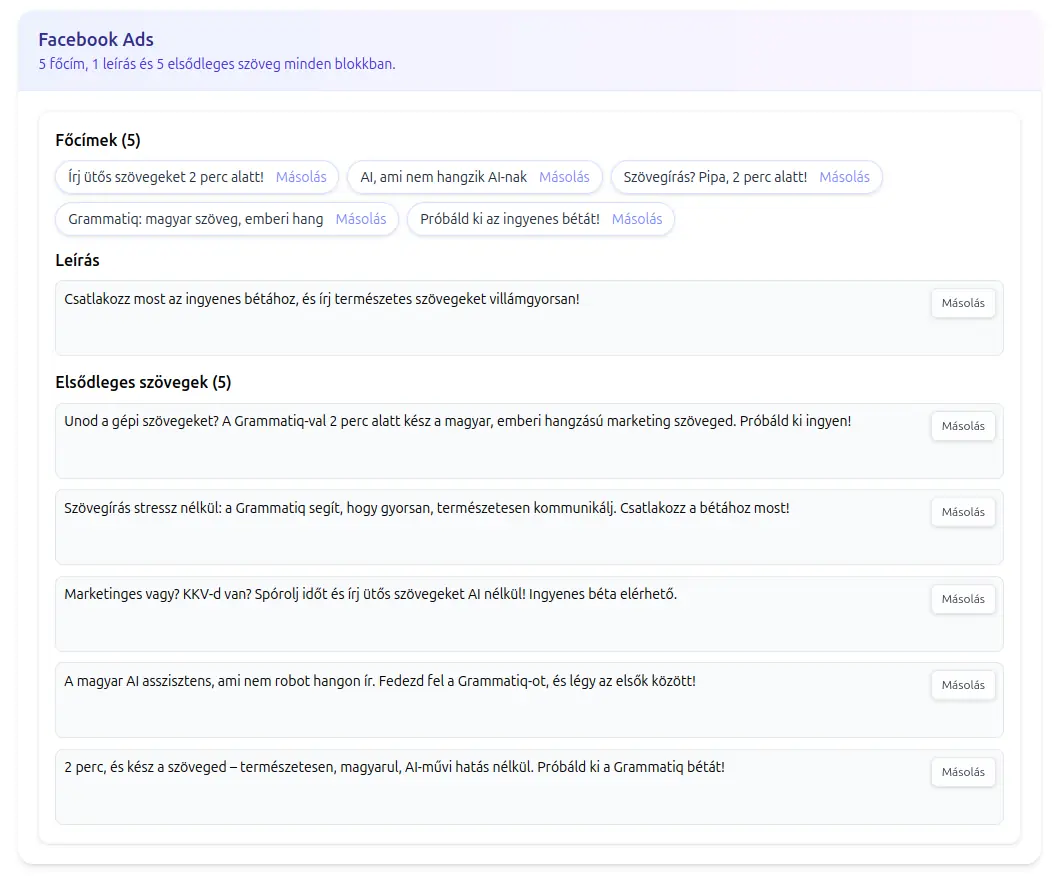 Facebook Ads
5 főcím, 1 leírás és 5 elsődleges szöveg minden blokkban.
Főcímek (5)
Írj ütős szövegeket 2 perc alatt! Másolás
AI, ami nem hangzik AI-nak Másolás
Szövegírás? Pipa, 2 perc alatt! Másolás
Grammatiq: magyar szöveg, emberi hang Másolás
Próbáld ki az ingyenes bétát! Másolás
Leírás
Csatlakozz most az ingyenes bétához, és írj természetes szövegeket villámgyorsan! Másolás
Elsődleges szövegek (5)
Unod a gépi szövegeket? A Grammatiq-val 2 perc alatt kész a magyar, emberi hangzású marketing szöveged. Próbáld ki ingyen! Másolás
Szövegírás stressz nélkül: a Grammatiq segít, hogy gyorsan, természetesen kommunikálj. Csatlakozz a bétához most! Másolás
Marketinges vagy? KKV-d van? Spórolj időt és írj ütős szövegeket AI nélkül! Ingyenes béta elérhető. Másolás
A magyar AI asszisztens, ami nem robot hangon ír. Fedezd fel a Grammatiq-ot, és légy az elsők között! Másolás
2 perc, és kész a szöveged – természetesen, magyarul, AI-művi hatás nélkül. Próbáld ki a Grammatiq bétát! Másolás